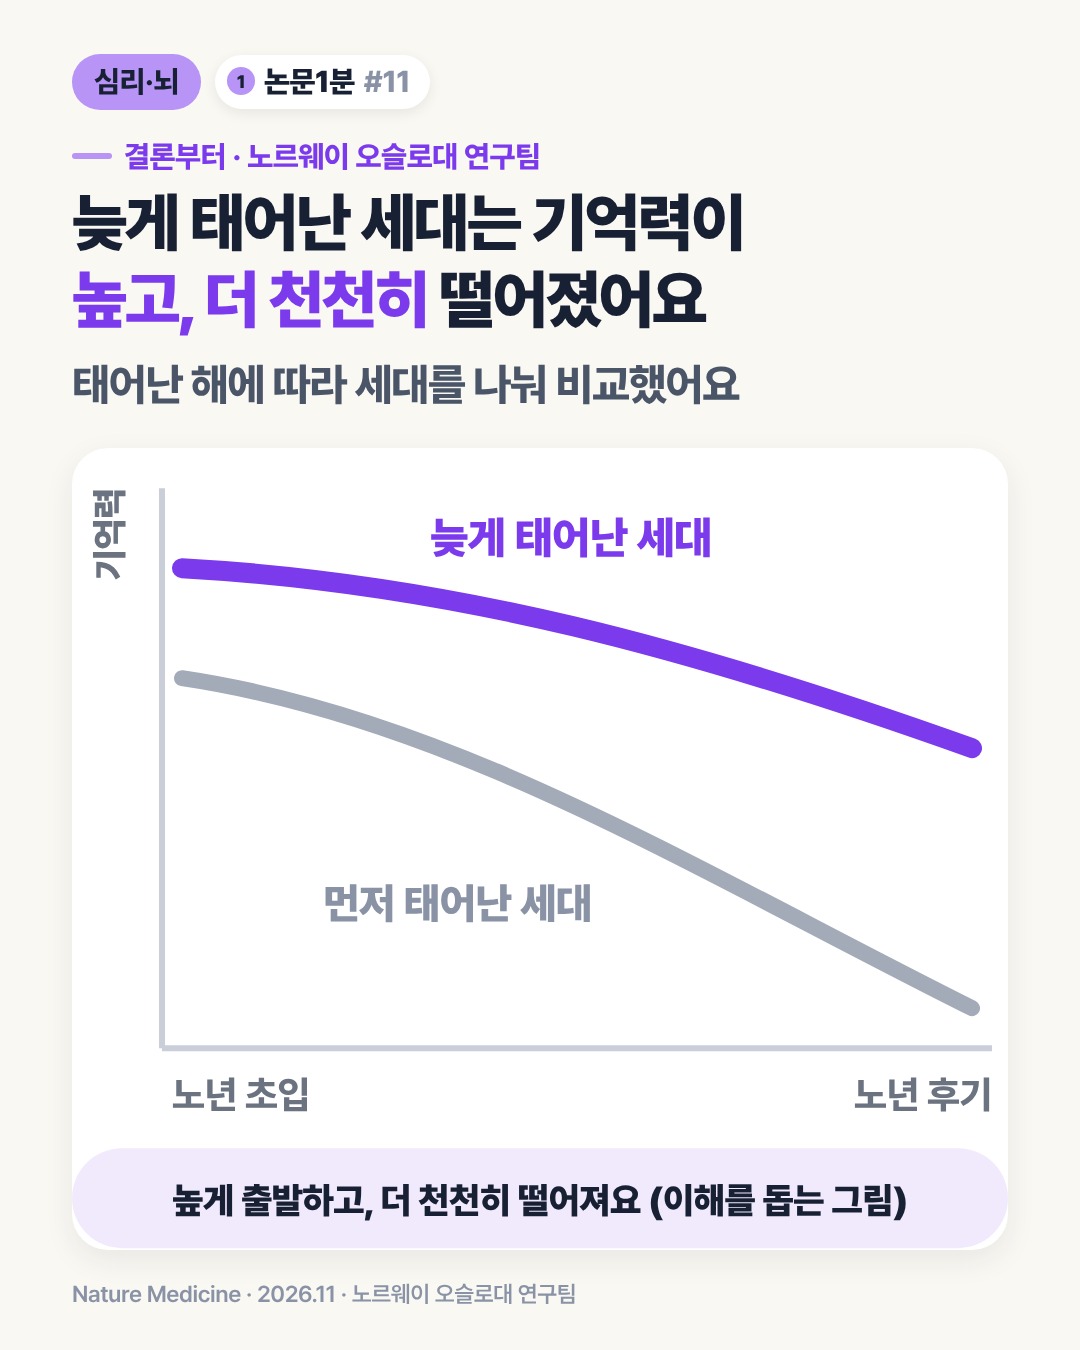 심리·뇌
1 논문1분 #11
결론부터 · 노르웨이 오슬로대 연구팀
늦게 태어난 세대는 기억력이
높고, 더 천천히 떨어졌어요
태어난 해에 따라 세대를 나눠 비교했어요
기억력
늦게 태어난 세대
먼저 태어난 세대
노년 초입
노년 후기
높게 출발하고, 더 천천히 떨어져요 (이해를 돕는 그림)
Nature Medicine · 2026.11 · 노르웨이 오슬로대 연구팀